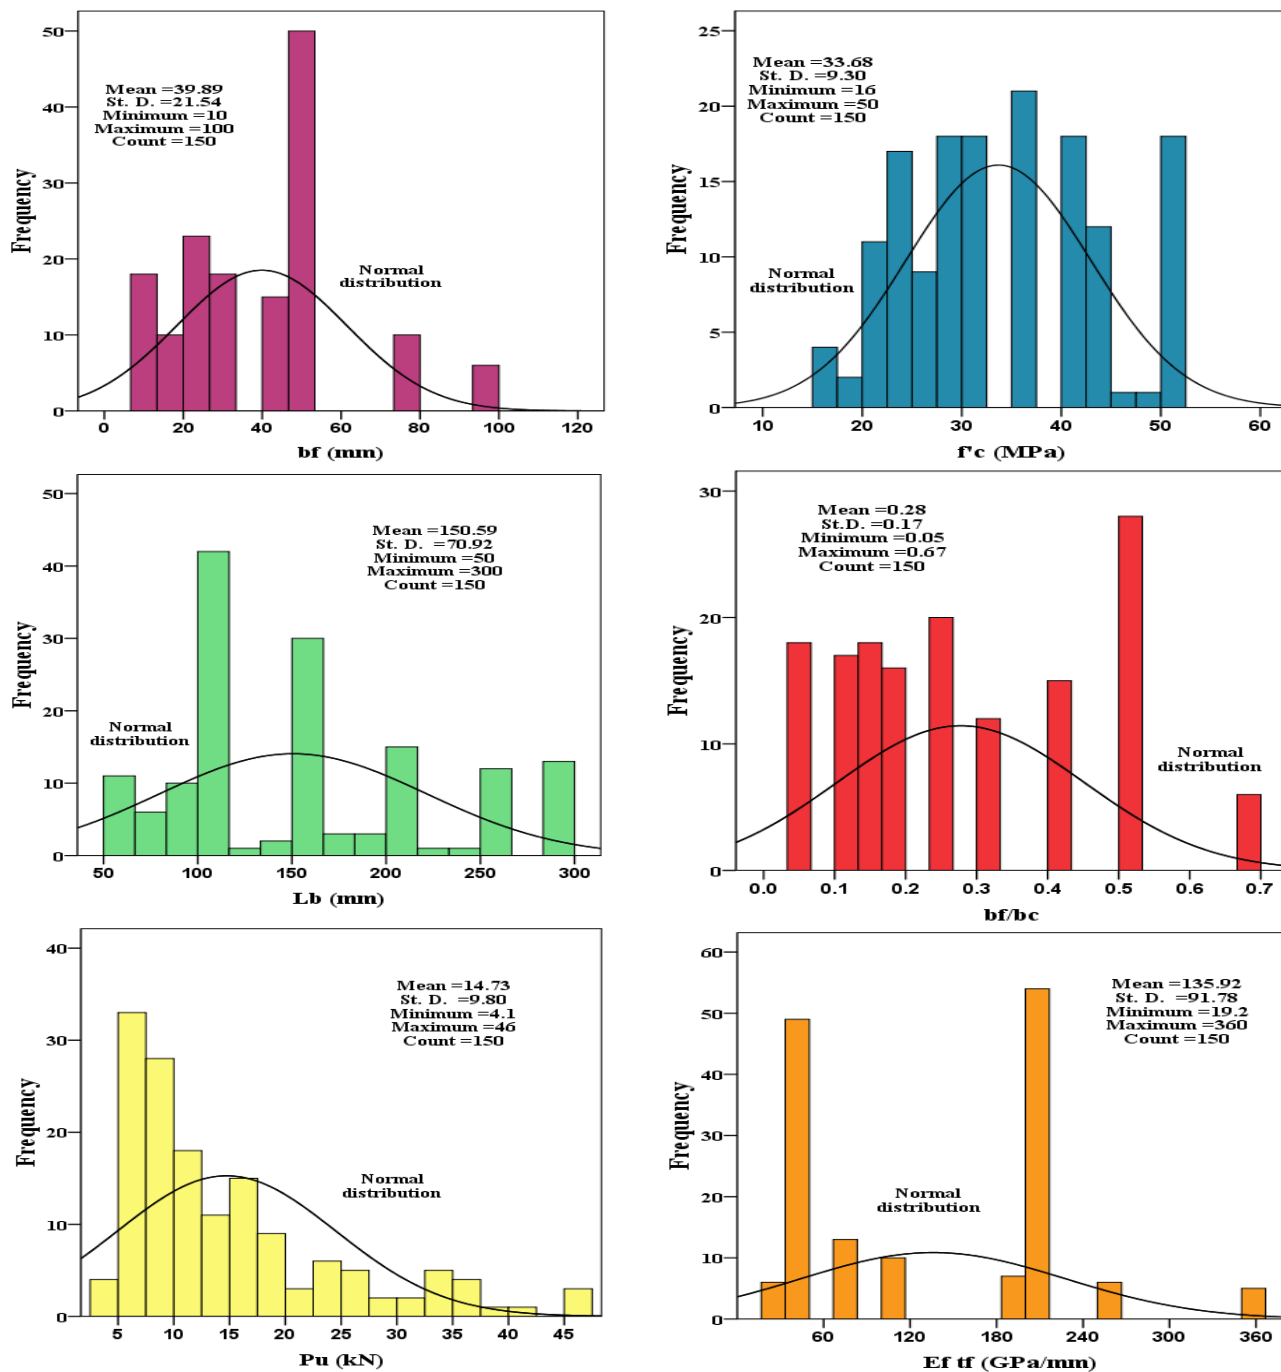 50
Mean =39.89
St. D. =21.54
Minimum =10
Maximum =100
Count =150
40
30
20
10
0
Frequency
Normal
distribution
0 20 40 60 80 100 120
bf (mm)
25
Mean =33.68
St. D. =9.30
Minimum =16
Maximum =50
Count =150
20
15
10
5
0
Frequency
Normal
distribution
10 20 30 40 50 60
f'c (MPa)
50
Mean =150.59
St. D. =70.92
Minimum =50
Maximum =300
Count =150
40
30
20
10
0
Frequency
Normal
distribution
50 100 150 200 250 300
Lb (mm)
30
Mean =0.28
St.D. =0.17
Minimum =0.05
Maximum =0.67
Count =150
20
10
0
Frequency
Normal
distribution
0.0 0.1 0.2 0.3 0.4 0.5 0.6 0.7
bf/bc
40
Mean =14.73
St. D. =9.80
Minimum =4.1
Maximum =46
Count =150
30
20
10
0
Frequency
Normal
distribution
5 10 15 20 25 30 35 40 45
Pu (kN)
60
Mean =135.92
St. D. =91.78
Minimum =19.2
Maximum =360
Count =150
50
40
30
20
10
0
Frequency
Normal
distribution
60 120 180 240 300 360
Ef tf (GPa/mm)